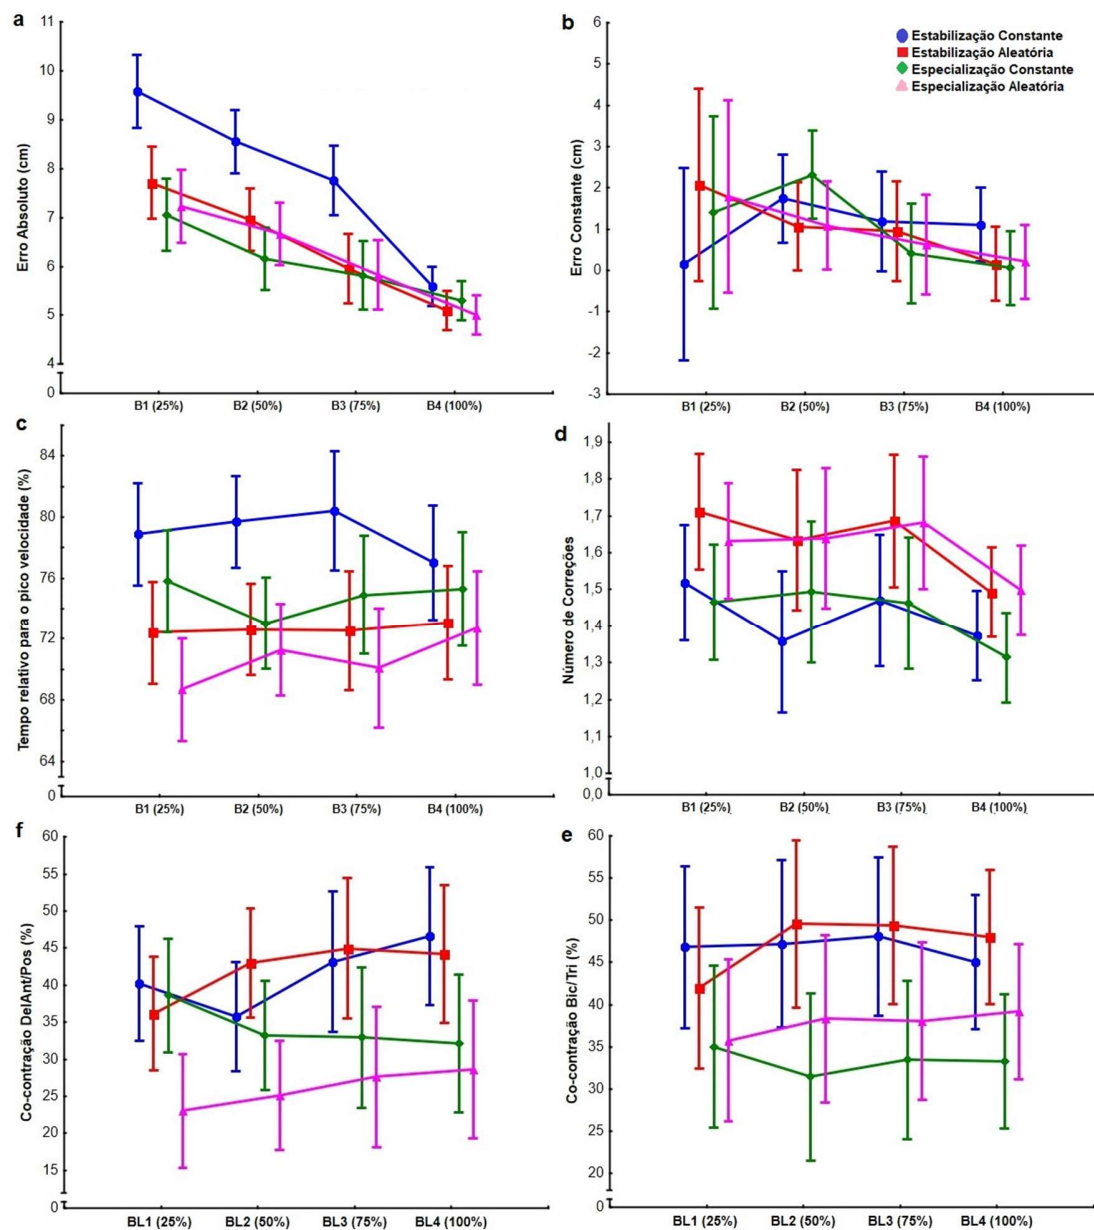 a
Erro Absoluto (cm)
11
10
9
8
7
6
5
4
0
B1 (25%) B2 (50%) B3 (75%) B4 (100%)
b
Erro Constante (cm)
6
5
4
3
2
1
0
-1
-2
-3
Estabilização Constante
Estabilização Aleatória
Especialização Constante
Especialização Aleatória
B1 (25%) B2 (50%) B3 (75%) B4 (100%)
c
Tempo relativo para o pico velocidade (%)
84
80
76
72
68
64
0
B1 (25%) B2 (50%) B3 (75%) B4 (100%)
d
Número de Correções
1,9
1,8
1,7
1,6
1,5
1,4
1,3
1,2
1,1
1,0
0,0
B1 (25%) B2 (50%) B3 (75%) B4 (100%)
f
Co-contração DelAnt/Pos (%)
60
55
50
45
40
35
30
25
20
15
0
BL1 (25%) BL2 (50%) BL3 (75%) BL4 (100%)
e
Co-contração Bic/Tri (%)
60
55
50
45
40
35
30
25
20
0
BL1 (25%) BL2 (50%) BL3 (75%) BL4 (100%)